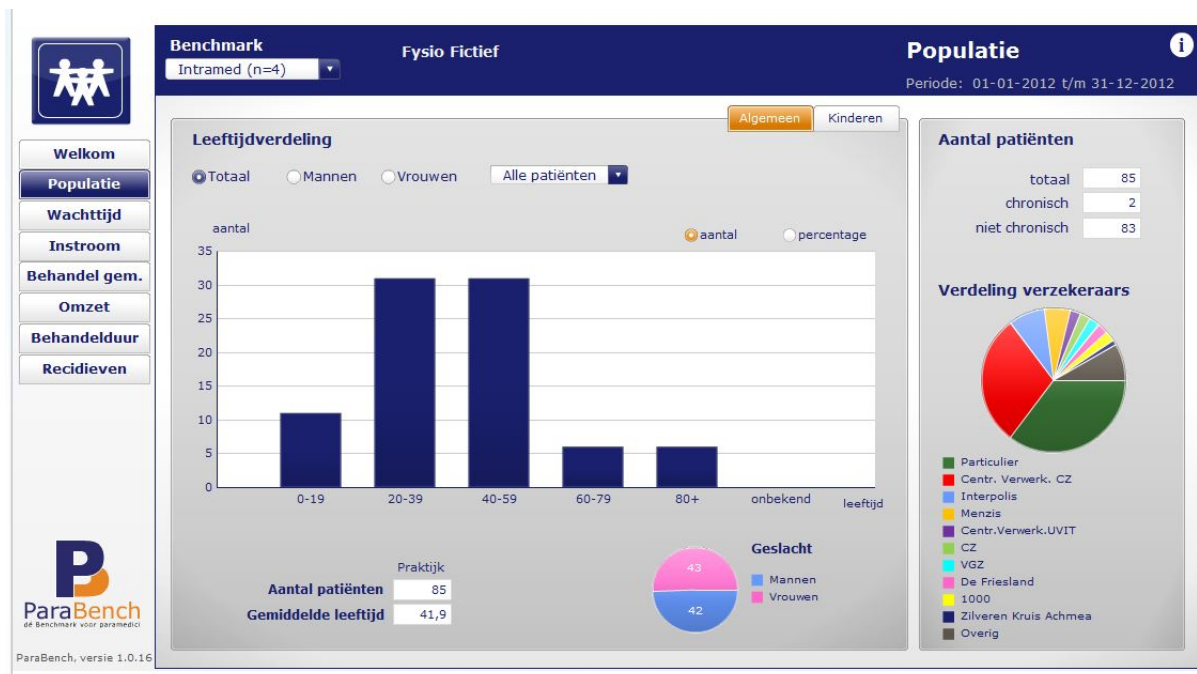 Benchmark
Intramed (n=4)
Fysio Fictief
Populatie
i
Periode: 01-01-2012 t/m 31-12-2012
Welkom
Populatie
Wachttijd
Instroom
Behandel gem.
Omzet
Behandelduur
Recidieven
ParaBench
dé Benchmark voor paramedici
ParaBench, versie 1.0.16
Algemeen Kinderen
Leeftijdverdeling
Totaal Mannen Vrouwen Alle patiënten
aantal
aantal percentage
35
30
25
20
15
10
5
0
0-19 20-39 40-59 60-79 80+ onbekend leeftijd
Praktijk
Aantal patiënten 85
Gemiddelde leeftijd 41,9
43
42
Geslacht
Mannen
Vrouwen
Aantal patiënten
totaal 85
chronisch 2
niet chronisch 83
Verdeling verzekeraars
Particulier
Centr. Verwerk. CZ
Interpolis
Menzis
Centr.Verwerk.UVIT
CZ
VGZ
De Friesland
1000
Zilveren Kruis Achmea
Overig